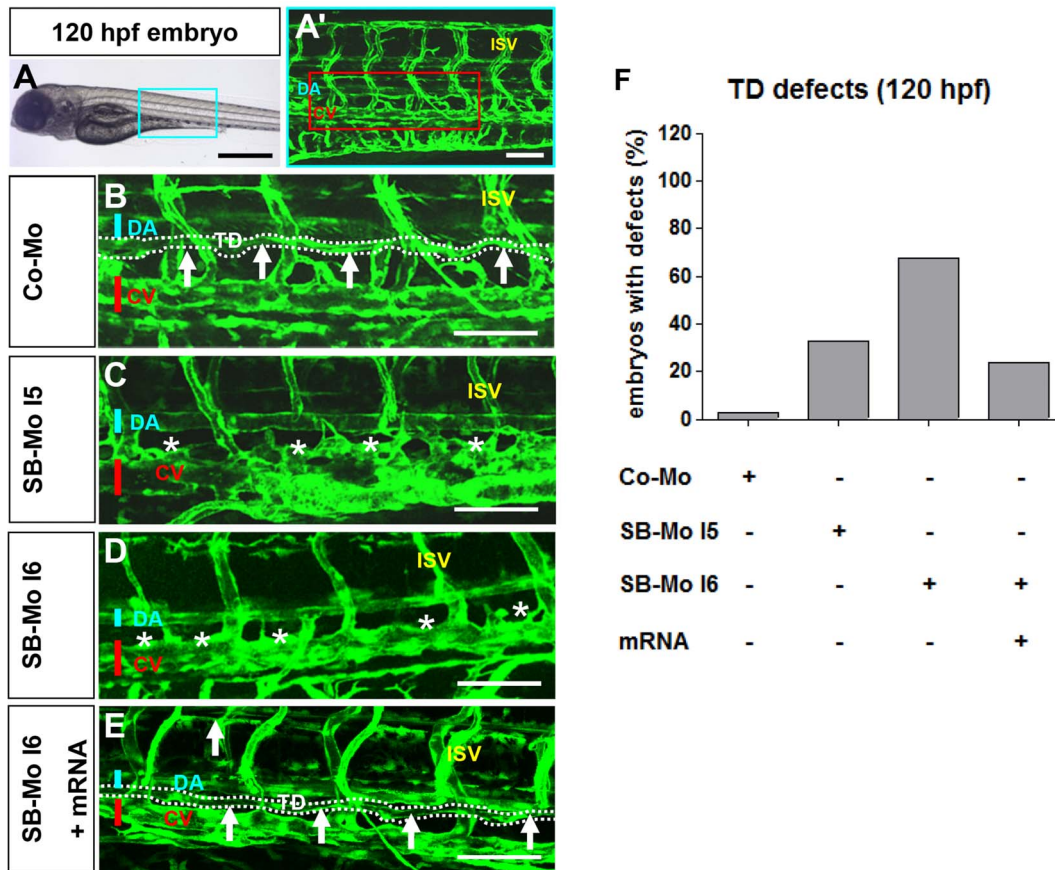 120 hpf embryo
A
A'
ISV
DA
CV
Co-Mo
B
ISV
DA
TD
CV
SB-Mo I5
C
ISV
DA
* * * *
CV
SB-Mo I6
D
ISV
DA
* * * * *
CV
SB-Mo I6
+ mRNA
E
ISV
DA
TD
CV
F
TD defects (120 hpf)
embryos with defects (%)
120
100
80
60
40
20
0
Co-Mo + - - -
SB-Mo I5 - + - -
SB-Mo I6 - - + +
mRNA - - - +